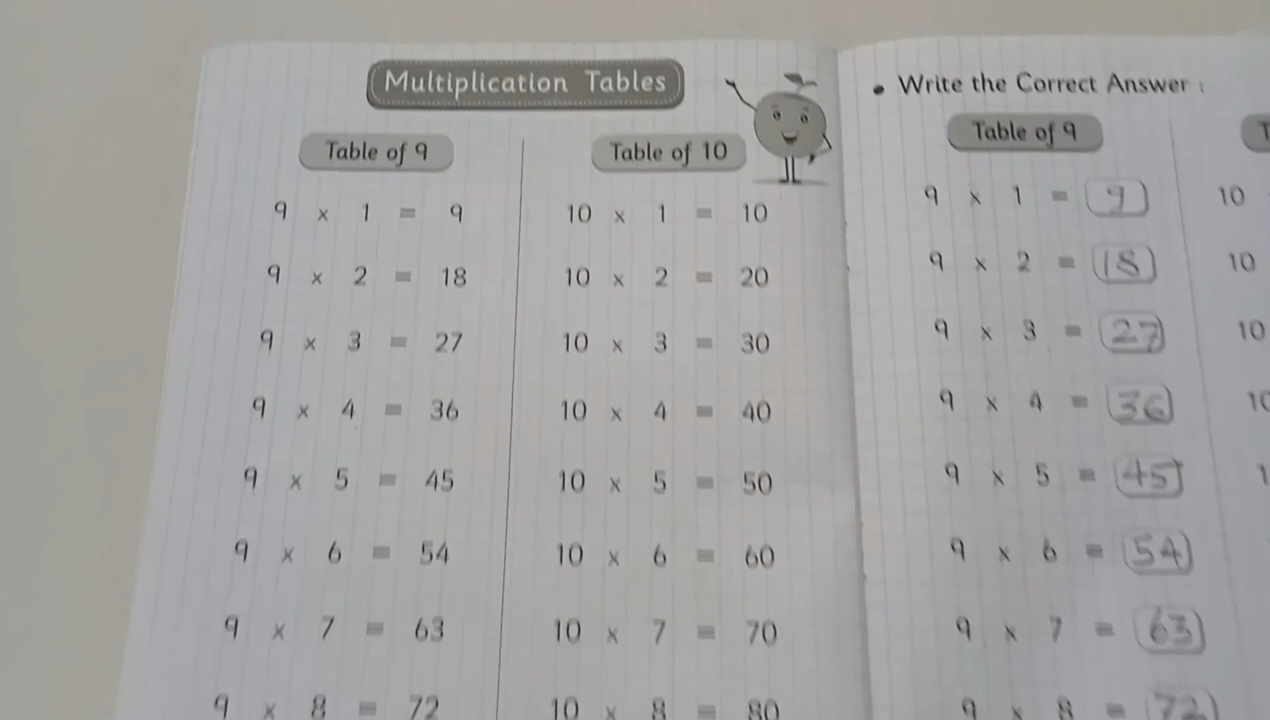 Multiplication Tables
Table of 9
9 x 1 = 9
9 x 2 = 18
9 x 3 = 27
9 x 4 = 36
9 x 5 = 45
9 x 6 = 54
9 x 7 = 63
9 x 8 = 72
Table of 10
10 x 1 = 10
10 x 2 = 20
10 x 3 = 30
10 x 4 = 40
10 x 5 = 50
10 x 6 = 60
10 x 7 = 70
10 x 8 = 80
• Write the Correct Answer :
Table of 9
9 x 1 = 9
9 x 2 = 18
9 x 3 = 27
9 x 4 = 36
9 x 5 = 45
9 x 6 = 54
9 x 7 = 63
9 x 8 = 72
T
10
10
10
10
1